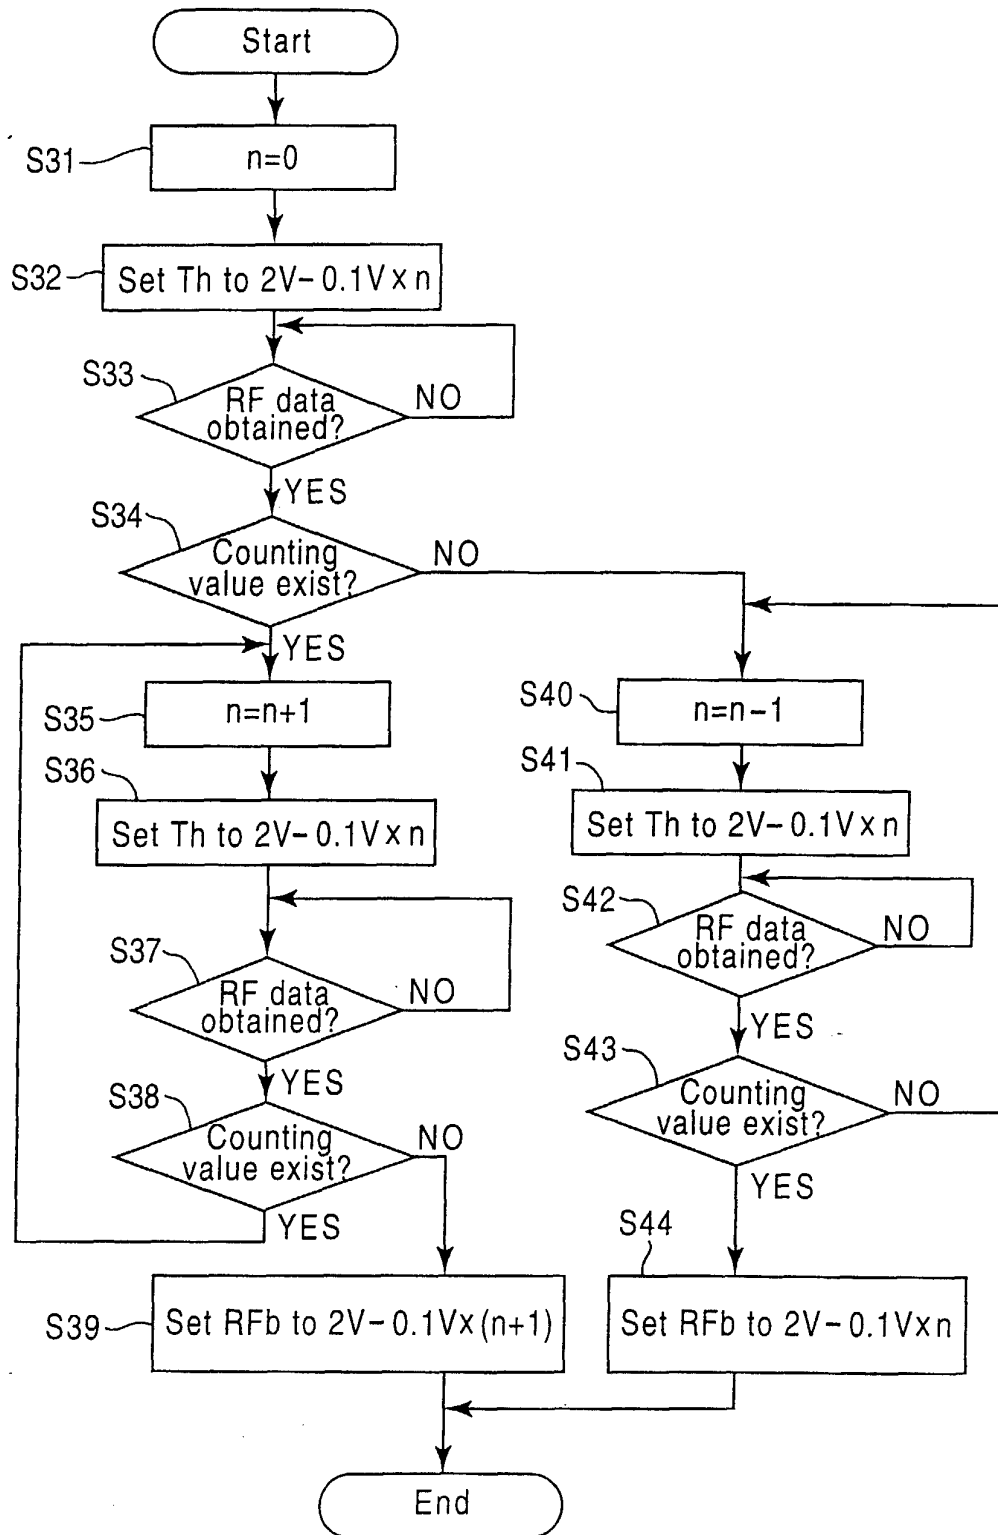 Start
S31
n=0
S32
Set Th to 2V-0.1V×n
S33
RF data
obtained?
NO
YES
S34
Counting
value exist?
NO
YES
S35
n=n+1
S36
Set Th to 2V-0.1V×n
S37
RF data
obtained?
NO
YES
S38
Counting
value exist?
NO
YES
S39
Set RFb to 2V-0.1V×(n+1)
S40
n=n-1
S41
Set Th to 2V-0.1V×n
S42
RF data
obtained?
NO
YES
S43
Counting
value exist?
NO
YES
S44
Set RFb to 2V-0.1V×n
End